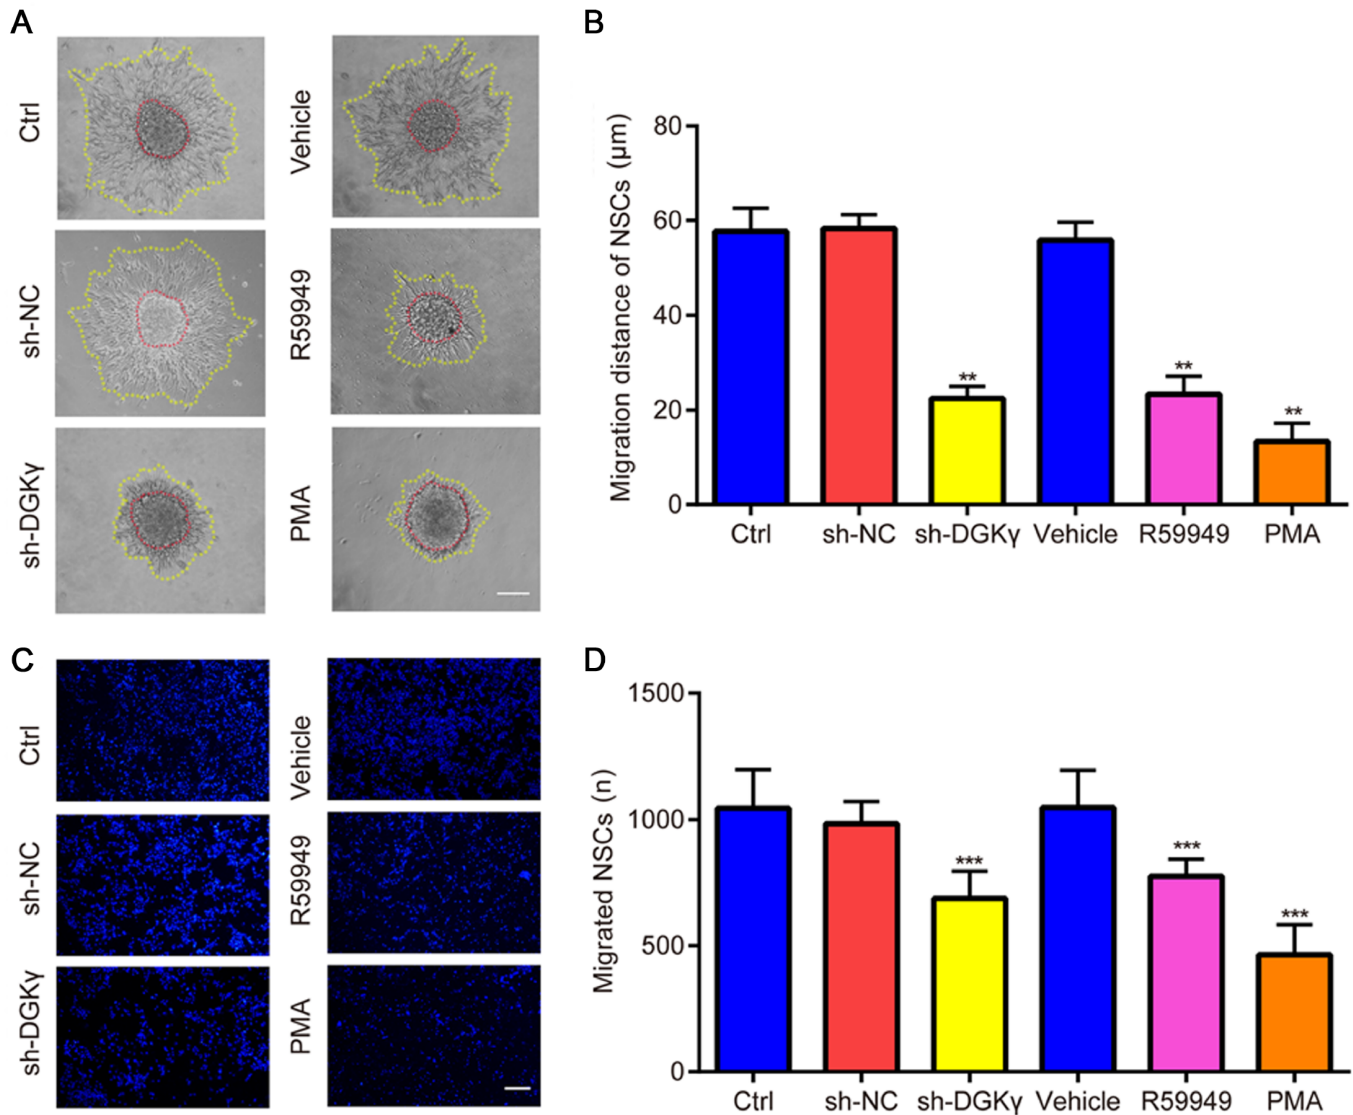 A
Ctrl
Vehicle
sh-NC
R59949
sh-DGKγ
PMA
B
Migration distance of NSCs (μm)
80
60
40
20
0
** ** **
Ctrl sh-NC sh-DGKγ Vehicle R59949 PMA
C
Ctrl
Vehicle
sh-NC
R59949
sh-DGKγ
PMA
D
Migrated NSCs (n)
1500
1000
500
0
*** *** ***
Ctrl sh-NC sh-DGKγ Vehicle R59949 PMA